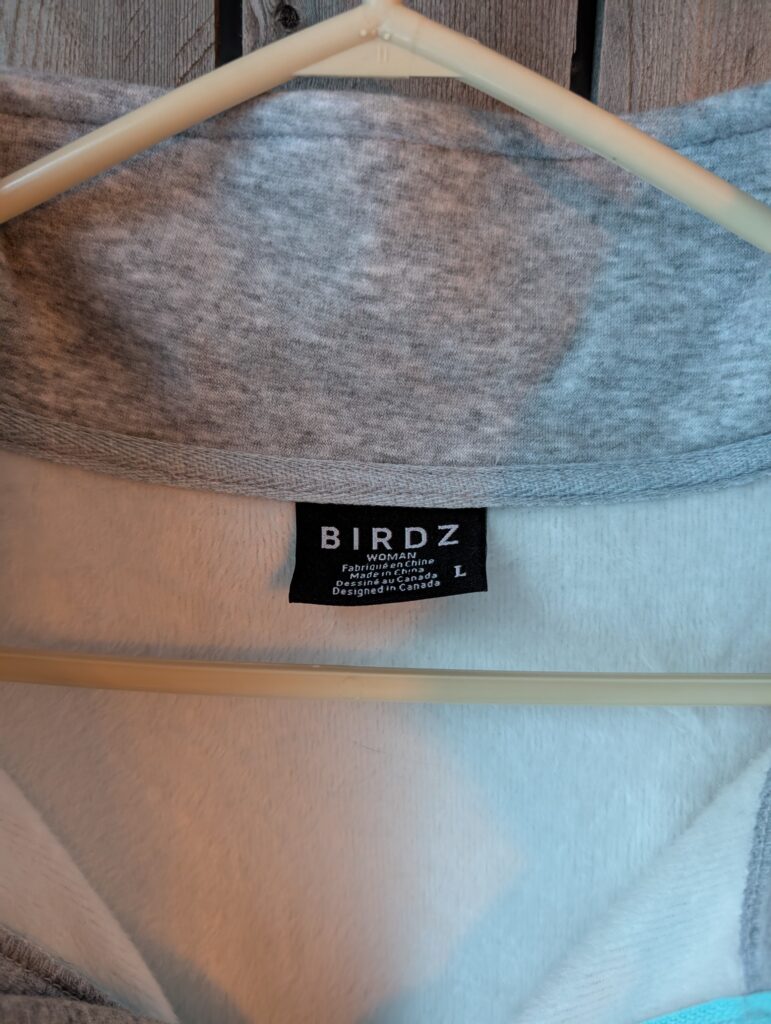 BIRDZ
WOMAN
Fabriqué en Chine
Made in China
Dessiné au Canada
Designed in Canada
L